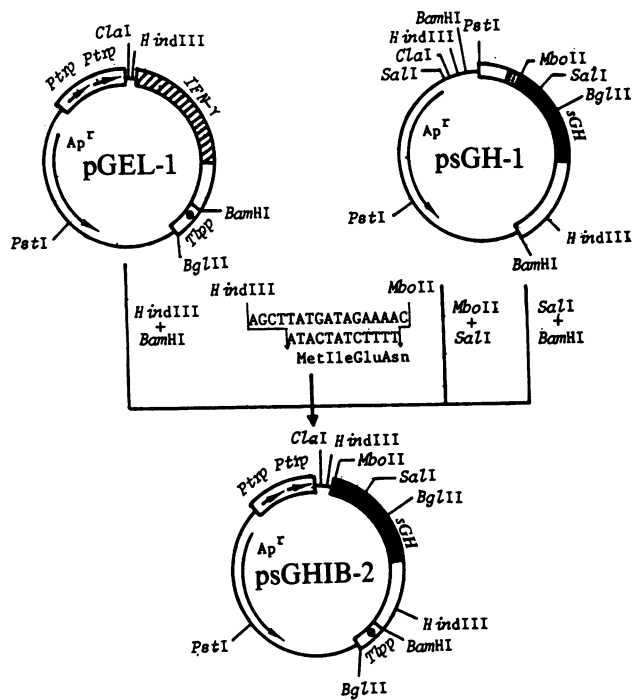 ClaI
HindIII
Ptrp Ptrp
IFN-γ
Apr
pGEL-1
PstI
BamHI
Tlpp
BglII
BamHI
HindIII
ClaI
SalI
PstI
MboII
SalI
BglII
sGH
Apr
psGH-1
PstI
HindIII
BamHI
HindIII
+
BamHI
HindIII
MboII
AGCTTATGATAGAAAAC
ATACTATCTTTT
MetIleGluAsn
MboII
+
SalI
SalI
+
BamHI
ClaI
HindIII
Ptrp Ptrp
MboII
SalI
BglII
sGH
Apr
psGHIB-2
PstI
HindIII
BamHI
Tlpp
BglII